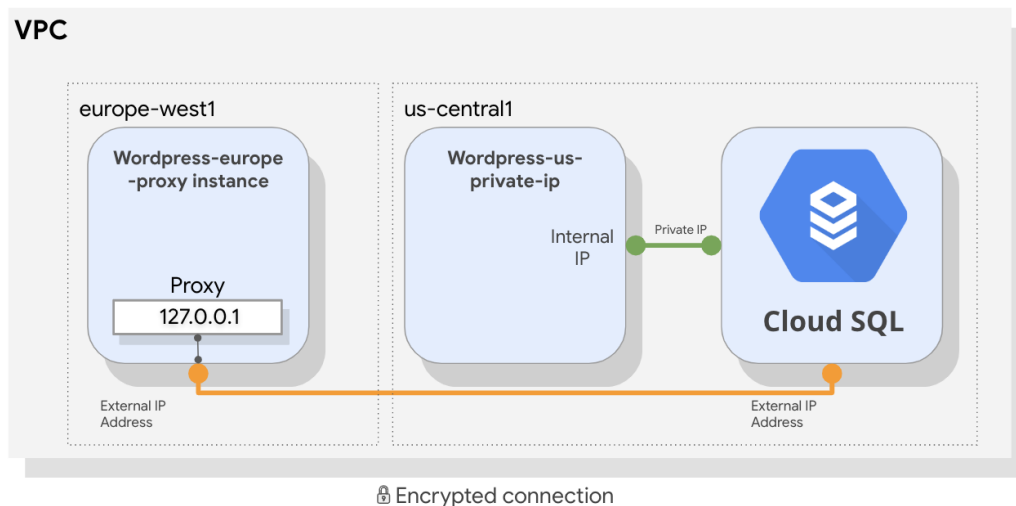 VPC
europe-west1
Wordpress-europe
-proxy instance
Proxy
127.0.0.1
External IP
Address
us-central1
Wordpress-us-
private-ip
Internal
IP
Private IP
Cloud SQL
External IP
Address
Encrypted connection